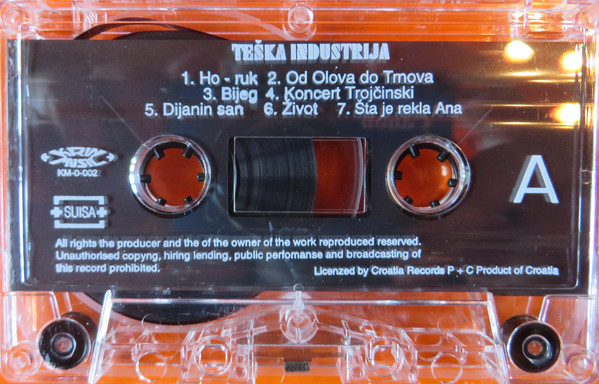 TEŠKA INDUSTRIJA
1. Ho - ruk 2. Od Olova do Trnova
3. Bijeg 4. Koncert Trojčinski
5. Dijanin san 6. Život 7. Šta je rekla Ana
KM-0-002
A
SUISA
All rights the producer and the of the owner of the work reproduced reserved.
Unauthorised copyng, hiring lending, public perfomanse and broadcasting of
this record prohibited.
Licenzed by Croatia Records P + C Product of Croatia